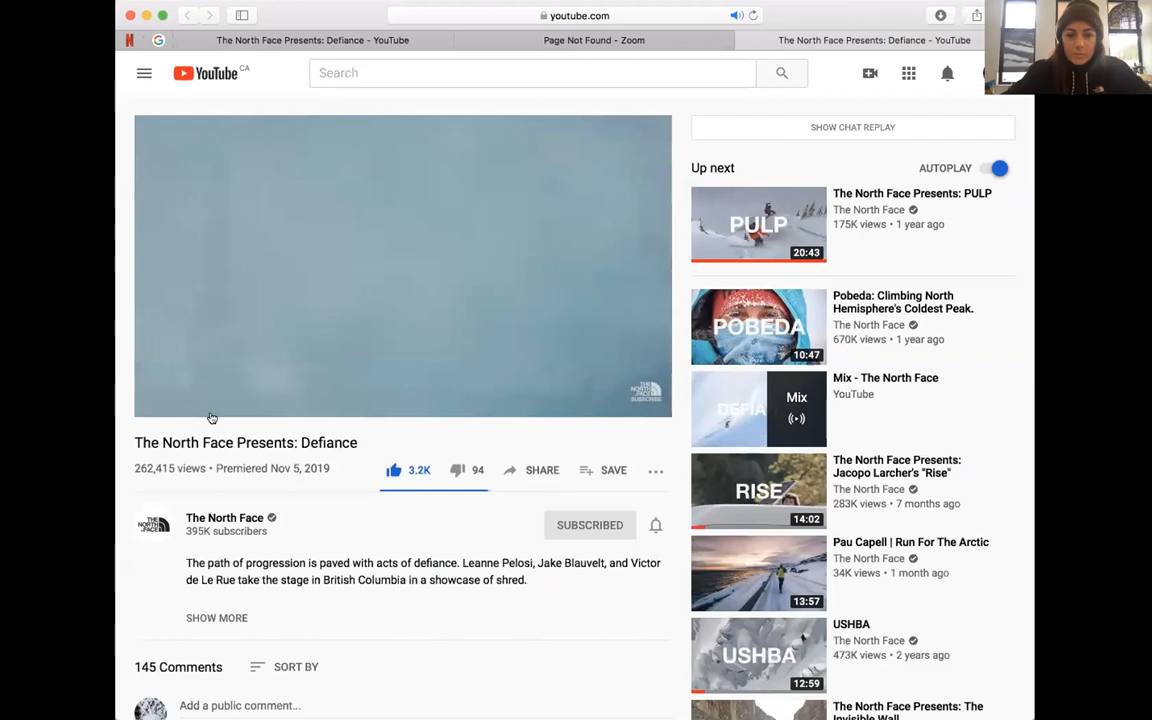 youtube.com
The North Face Presents: Defiance - YouTube
Page Not Found - Zoom
The North Face Presents: Defiance - YouTube
YouTube CA
Search
THE NORTH FACE
SUBSCRIBE
The North Face Presents: Defiance
262,415 views • Premiered Nov 5, 2019
3.2K
94
SHARE
SAVE
THE NORTH FACE
The North Face
395K subscribers
SUBSCRIBED
The path of progression is paved with acts of defiance. Leanne Pelosi, Jake Blauvelt, and Victor
de Le Rue take the stage in British Columbia in a showcase of shred.
SHOW MORE
145 Comments
SORT BY
Add a public comment...
SHOW CHAT REPLAY
Up next
AUTOPLAY
PULP
20:43
The North Face Presents: PULP
The North Face
175K views • 1 year ago
POBEDA
10:47
Pobeda: Climbing North
Hemisphere's Coldest Peak.
The North Face
670K views • 1 year ago
DEFIA
Mix
Mix - The North Face
YouTube
RISE
14:02
The North Face Presents:
Jacopo Larcher's "Rise"
The North Face
283K views • 7 months ago
13:57
Pau Capell | Run For The Arctic
The North Face
34K views • 1 month ago
USHBA
12:59
USHBA
The North Face
473K views • 2 years ago
The North Face Presents: The
Invisible Wall